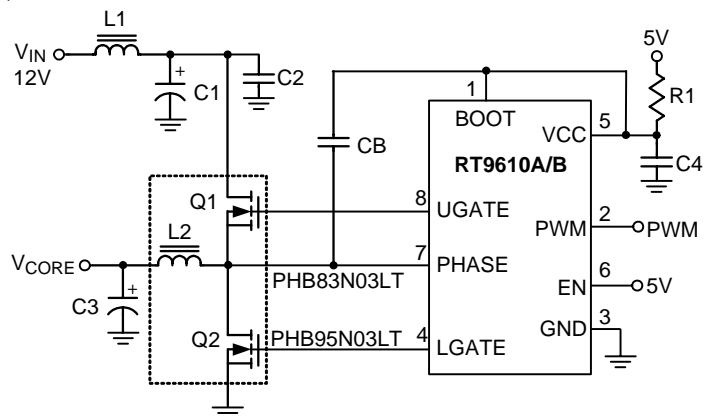 L1
VIN
12V
+
C1
C2
5V
R1
1
BOOT
5
VCC
CB
RT9610A/B
C4
Q1
8
UGATE
PWM
2
PWM
L2
VCORE
7
PHASE
PHB83N03LT
EN
6
5V
+
C3
GND
3
Q2
PHB95N03LT
4
LGATE